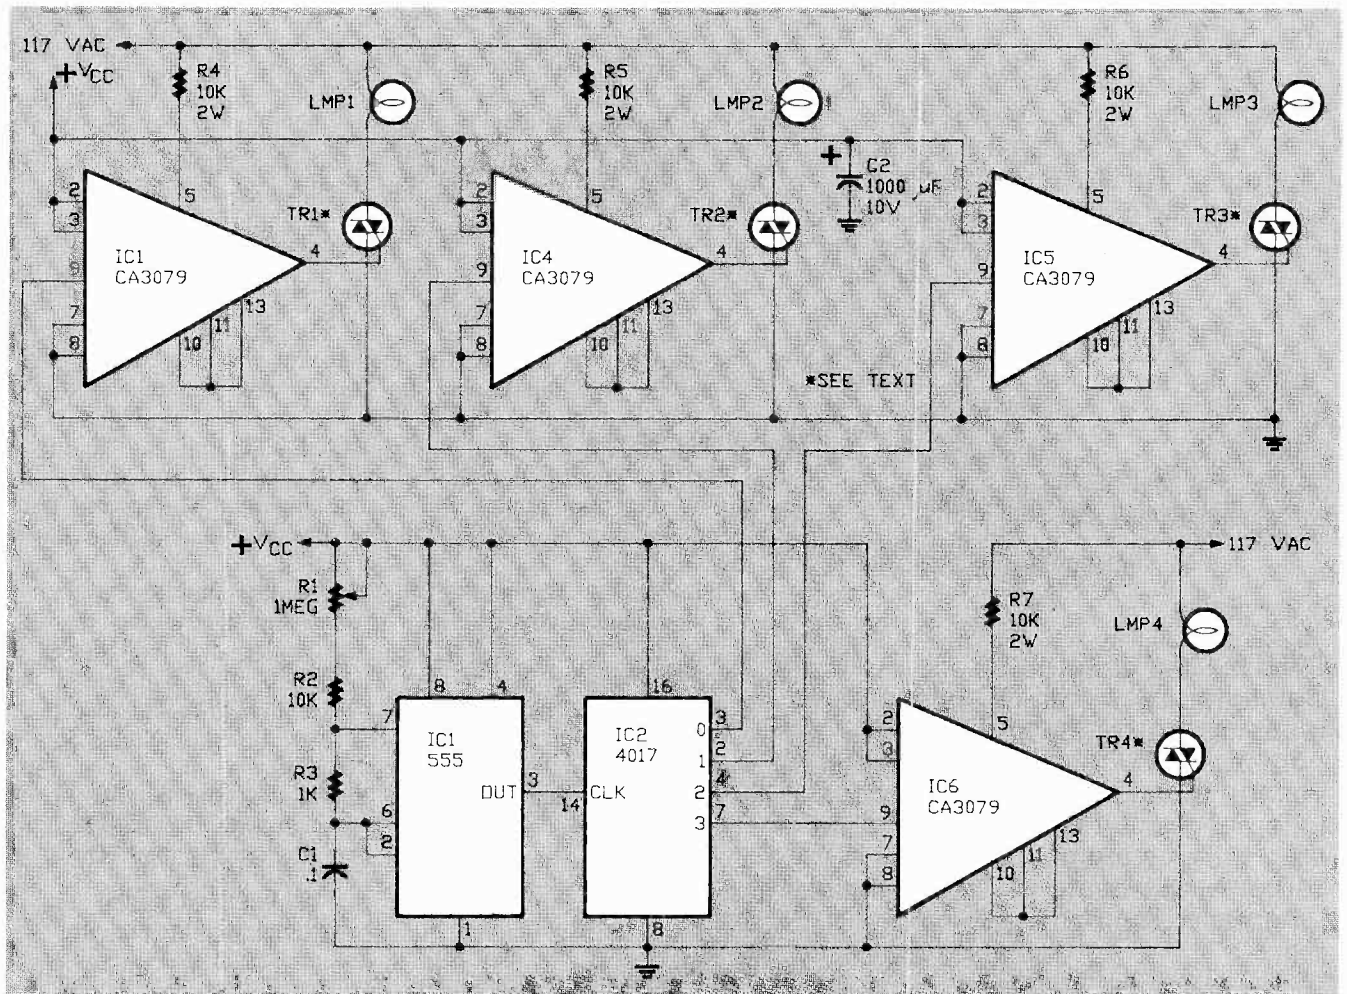 117 VAC
+VCC
R4
10K
2W
LMP1
R5
10K
2W
LMP2
R6
10K
2W
LMP3
+
C2
1000 µF
10V
2
3
9
7
8
5
IC1
CA3079
4
10
11
13
TR1*
2
3
9
7
8
5
IC4
CA3079
4
10
11
13
TR2*
2
3
9
7
8
5
IC5
CA3079
4
10
11
13
TR3*
*SEE TEXT
+VCC
R1
1MEG
R2
10K
R3
1K
C1
.1
8
4
7
6
2
IC1
555
OUT
3
1
16
14
CLK
IC2
4017
0
3
1
2
2
4
3
7
8
117 VAC
R7
10K
2W
LMP4
2
3
9
7
8
5
IC6
CA3079
4
10
11
13
TR4*